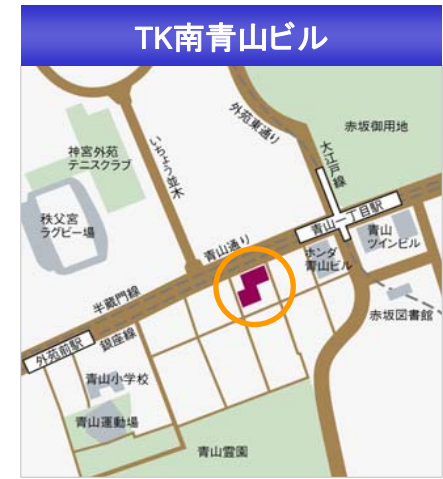 TK南青山ビル
外苑東通り
赤坂御用地
神宮外苑
テニスクラブ
いちょう並木
大江戸線
秩父宮
ラグビー場
青山一丁目駅
青山
ツインビル
青山通り
ホンダ
青山ビル
半蔵門線
赤坂図書館
銀座線
外苑前駅
青山小学校
青山運動場
青山霊園